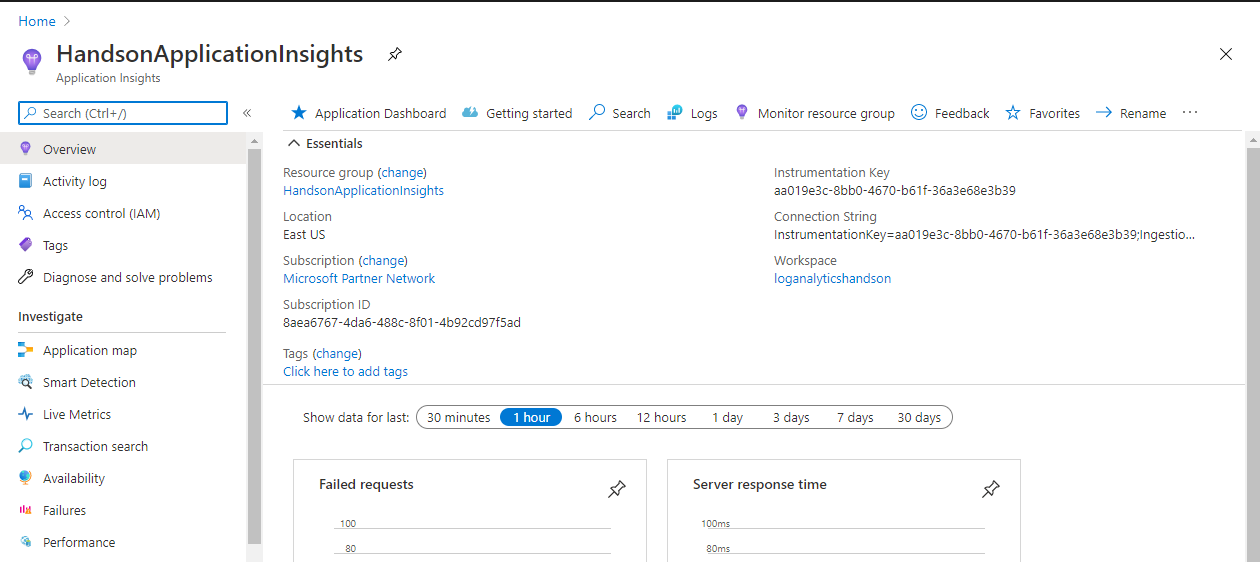 Home
HandsonApplicationInsights
Application Insights
Search (Ctrl+/)
Overview
Activity log
Access control (IAM)
Tags
Diagnose and solve problems
Investigate
Application map
Smart Detection
Live Metrics
Transaction search
Availability
Failures
Performance
Application Dashboard Getting started Search Logs Monitor resource group Feedback Favorites Rename ...
Essentials
Resource group (change)
HandsonApplicationInsights
Location
East US
Subscription (change)
Microsoft Partner Network
Subscription ID
8aea6767-4da6-488c-8f01-4b92cd97f5ad
Tags (change)
Click here to add tags
Instrumentation Key
aa019e3c-8bb0-4670-b61f-36a3e68e3b39
Connection String
InstrumentationKey=aa019e3c-8bb0-4670-b61f-36a3e68e3b39;Ingestio...
Workspace
loganalyticshandson
Show data for last: 30 minutes 1 hour 6 hours 12 hours 1 day 3 days 7 days 30 days
Failed requests
100
80
Server response time
100ms
80ms